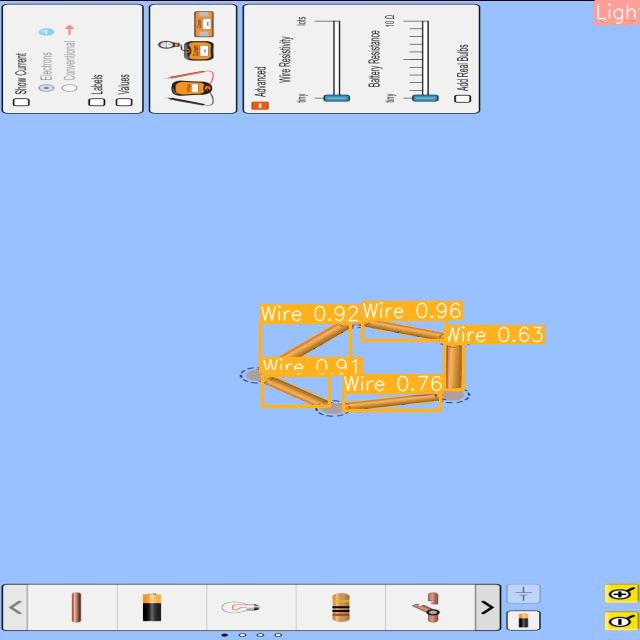 Show Current
Electrons
Conventional
Labels
Values
Advanced
Wire Resistivity
tiny
lots
Battery Resistance
tiny
10 Ω
Add Real Bulbs
Ligh
Wire 0.92
Wire 0.96
Wire 0.63
Wire 0.91
Wire 0.76